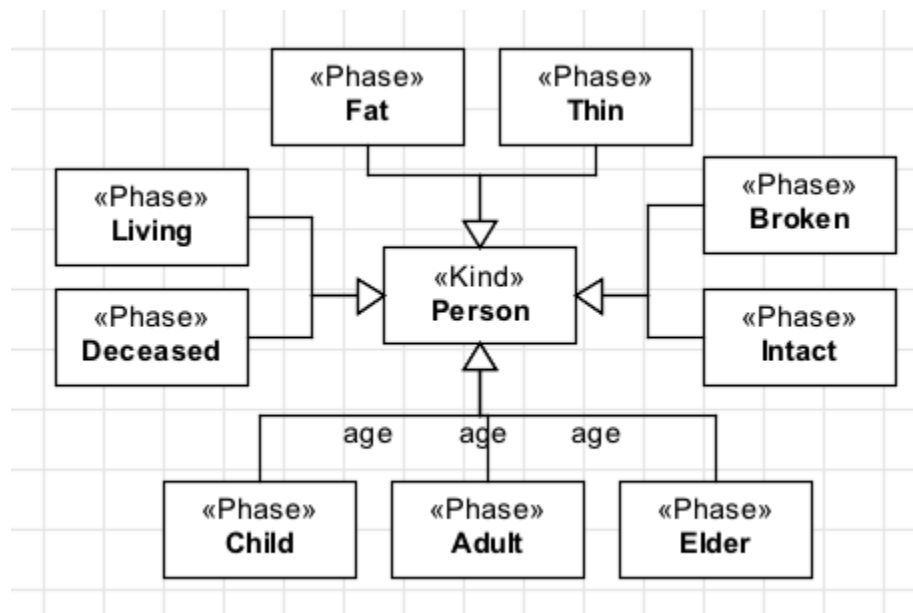 «Phase»
Fat
«Phase»
Thin
«Phase»
Living
«Phase»
Broken
«Kind»
Person
«Phase»
Deceased
«Phase»
Intact
age
age
age
«Phase»
Child
«Phase»
Adult
«Phase»
Elder